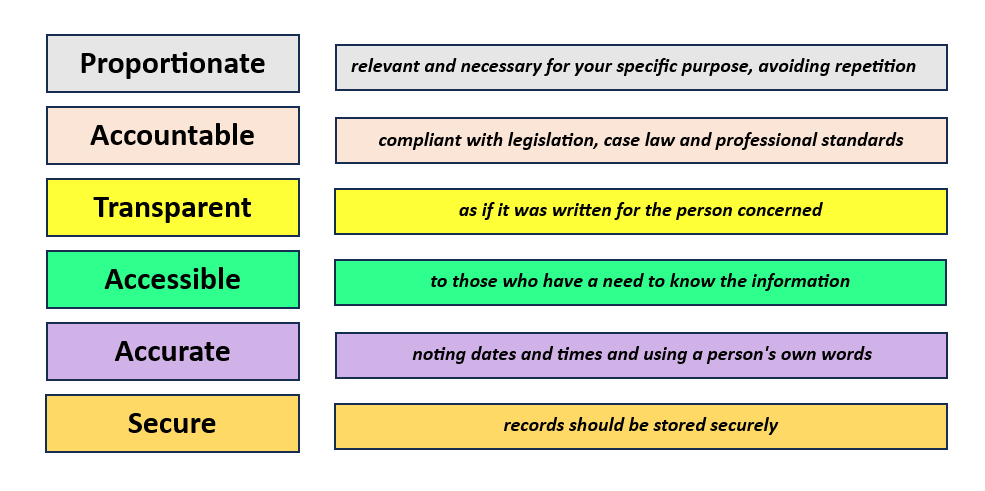 Proportionate
relevant and necessary for your specific purpose, avoiding repetition
Accountable
compliant with legislation, case law and professional standards
Transparent
as if it was written for the person concerned
Accessible
to those who have a need to know the information
Accurate
noting dates and times and using a person's own words
Secure
records should be stored securely